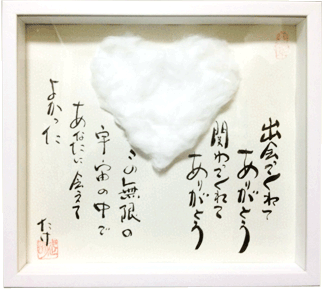 出会てくれて
ありがとう
関わてくれて
ありがとう
この無限の
宇宙の中で
あなたに会えて
よかった
たけ